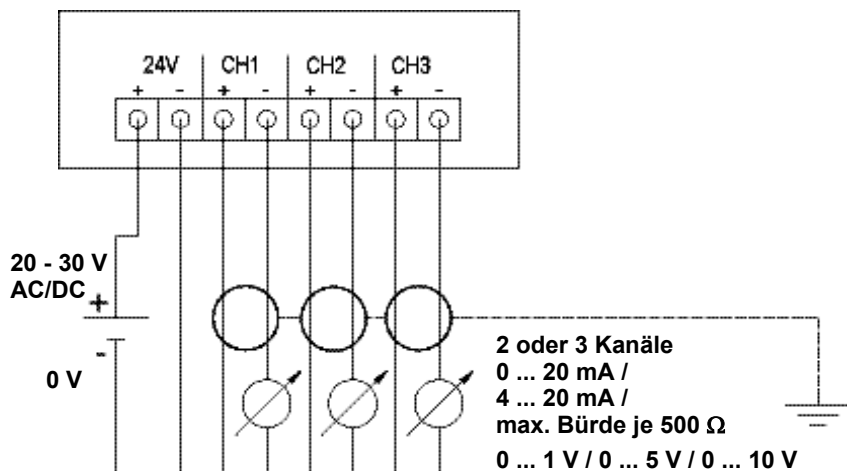 24V CH1 CH2 CH3
+ - + - + - + -
20 - 30 V
AC/DC
+
-
0 V
2 oder 3 Kanäle
0 ... 20 mA /
4 ... 20 mA /
max. Bürde je 500 Ω
0 ... 1 V / 0 ... 5 V / 0 ... 10 V